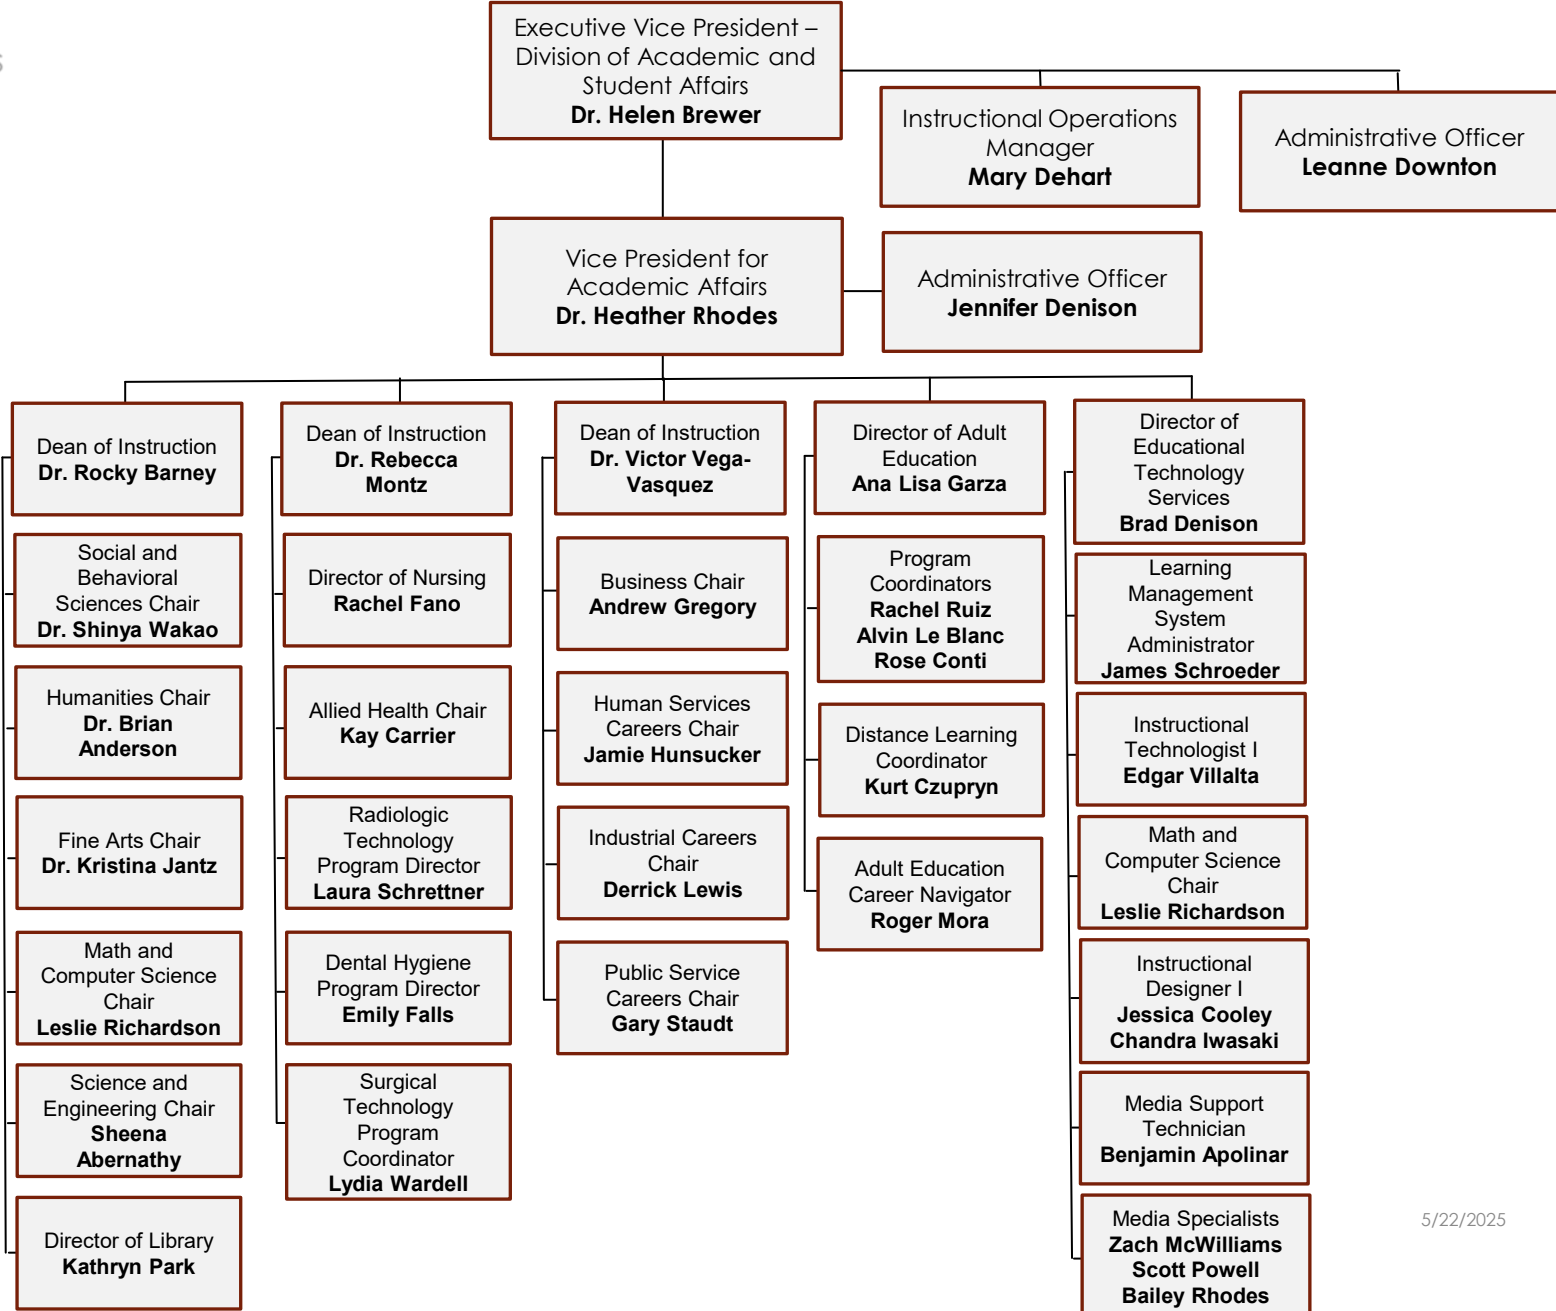 s
Executive Vice President –
Division of Academic and
Student Affairs
Dr. Helen Brewer
Instructional Operations
Manager
Mary Dehart
Administrative Officer
Leanne Downton
Vice President for
Academic Affairs
Dr. Heather Rhodes
Administrative Officer
Jennifer Denison
Dean of Instruction
Dr. Rocky Barney
Social and
Behavioral
Sciences Chair
Dr. Shinya Wakao
Humanities Chair
Dr. Brian
Anderson
Fine Arts Chair
Dr. Kristina Jantz
Math and
Computer Science
Chair
Leslie Richardson
Science and
Engineering Chair
Sheena
Abernathy
Director of Library
Kathryn Park
Dean of Instruction
Dr. Rebecca
Montz
Director of Nursing
Rachel Fano
Allied Health Chair
Kay Carrier
Radiologic
Technology
Program Director
Laura Schrettner
Dental Hygiene
Program Director
Emily Falls
Surgical
Technology
Program
Coordinator
Lydia Wardell
Dean of Instruction
Dr. Victor Vega-
Vasquez
Business Chair
Andrew Gregory
Human Services
Careers Chair
Jamie Hunsucker
Industrial Careers
Chair
Derrick Lewis
Public Service
Careers Chair
Gary Staudt
Director of Adult
Education
Ana Lisa Garza
Program
Coordinators
Rachel Ruiz
Alvin Le Blanc
Rose Conti
Distance Learning
Coordinator
Kurt Czupryn
Adult Education
Career Navigator
Roger Mora
Director of
Educational
Technology
Services
Brad Denison
Learning
Management
System
Administrator
James Schroeder
Instructional
Technologist I
Edgar Villalta
Math and
Computer Science
Chair
Leslie Richardson
Instructional
Designer I
Jessica Cooley
Chandra Iwasaki
Media Support
Technician
Benjamin Apolinar
Media Specialists
Zach McWilliams
Scott Powell
Bailey Rhodes
5/22/2025